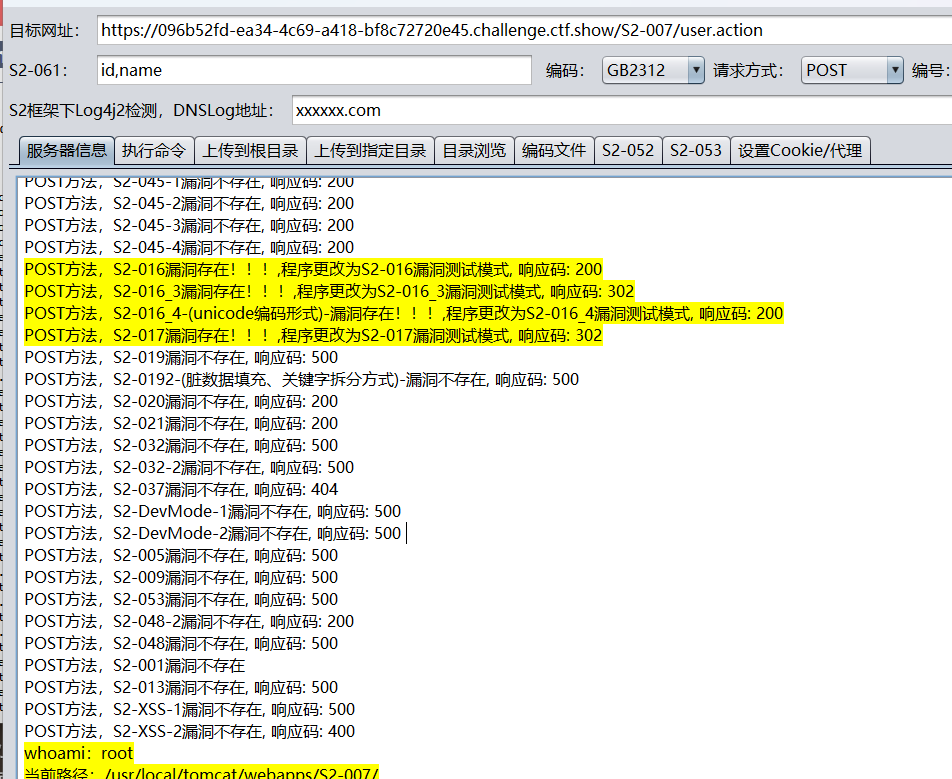 目标网址： https://096b52fd-ea34-4c69-a418-bf8c72720e45.challenge.ctf.show/S2-007/user.action
S2-061： id,name 编码： GB2312 请求方式： POST 编号：
S2框架下Log4j2检测，DNSLog地址： xxxxxx.com
服务器信息 执行命令 上传到根目录 上传到指定目录 目录浏览 编码文件 S2-052 S2-053 设置Cookie/代理
POST方法，S2-045-1漏洞不存在, 响应码: 200
POST方法，S2-045-2漏洞不存在, 响应码: 200
POST方法，S2-045-3漏洞不存在, 响应码: 200
POST方法，S2-045-4漏洞不存在, 响应码: 200
POST方法，S2-016漏洞存在！！！,程序更改为S2-016漏洞测试模式, 响应码: 200
POST方法，S2-016_3漏洞存在！！！,程序更改为S2-016_3漏洞测试模式, 响应码: 302
POST方法，S2-016_4-(unicode编码形式)-漏洞存在！！！,程序更改为S2-016_4漏洞测试模式, 响应码: 200
POST方法，S2-017漏洞存在！！！,程序更改为S2-017漏洞测试模式, 响应码: 302
POST方法，S2-019漏洞不存在, 响应码: 500
POST方法，S2-0192-(脏数据填充、关键字拆分方式)-漏洞不存在, 响应码: 500
POST方法，S2-020漏洞不存在, 响应码: 200
POST方法，S2-021漏洞不存在, 响应码: 200
POST方法，S2-032漏洞不存在, 响应码: 500
POST方法，S2-032-2漏洞不存在, 响应码: 500
POST方法，S2-037漏洞不存在, 响应码: 404
POST方法，S2-DevMode-1漏洞不存在, 响应码: 500
POST方法，S2-DevMode-2漏洞不存在, 响应码: 500
POST方法，S2-005漏洞不存在, 响应码: 500
POST方法，S2-009漏洞不存在, 响应码: 500
POST方法，S2-053漏洞不存在, 响应码: 500
POST方法，S2-048-2漏洞不存在, 响应码: 200
POST方法，S2-048漏洞不存在, 响应码: 500
POST方法，S2-001漏洞不存在
POST方法，S2-013漏洞不存在, 响应码: 500
POST方法，S2-XSS-1漏洞不存在, 响应码: 500
POST方法，S2-XSS-2漏洞不存在, 响应码: 400
whoami：root
当前路径：/usr/local/tomcat/webapps/S2-007/